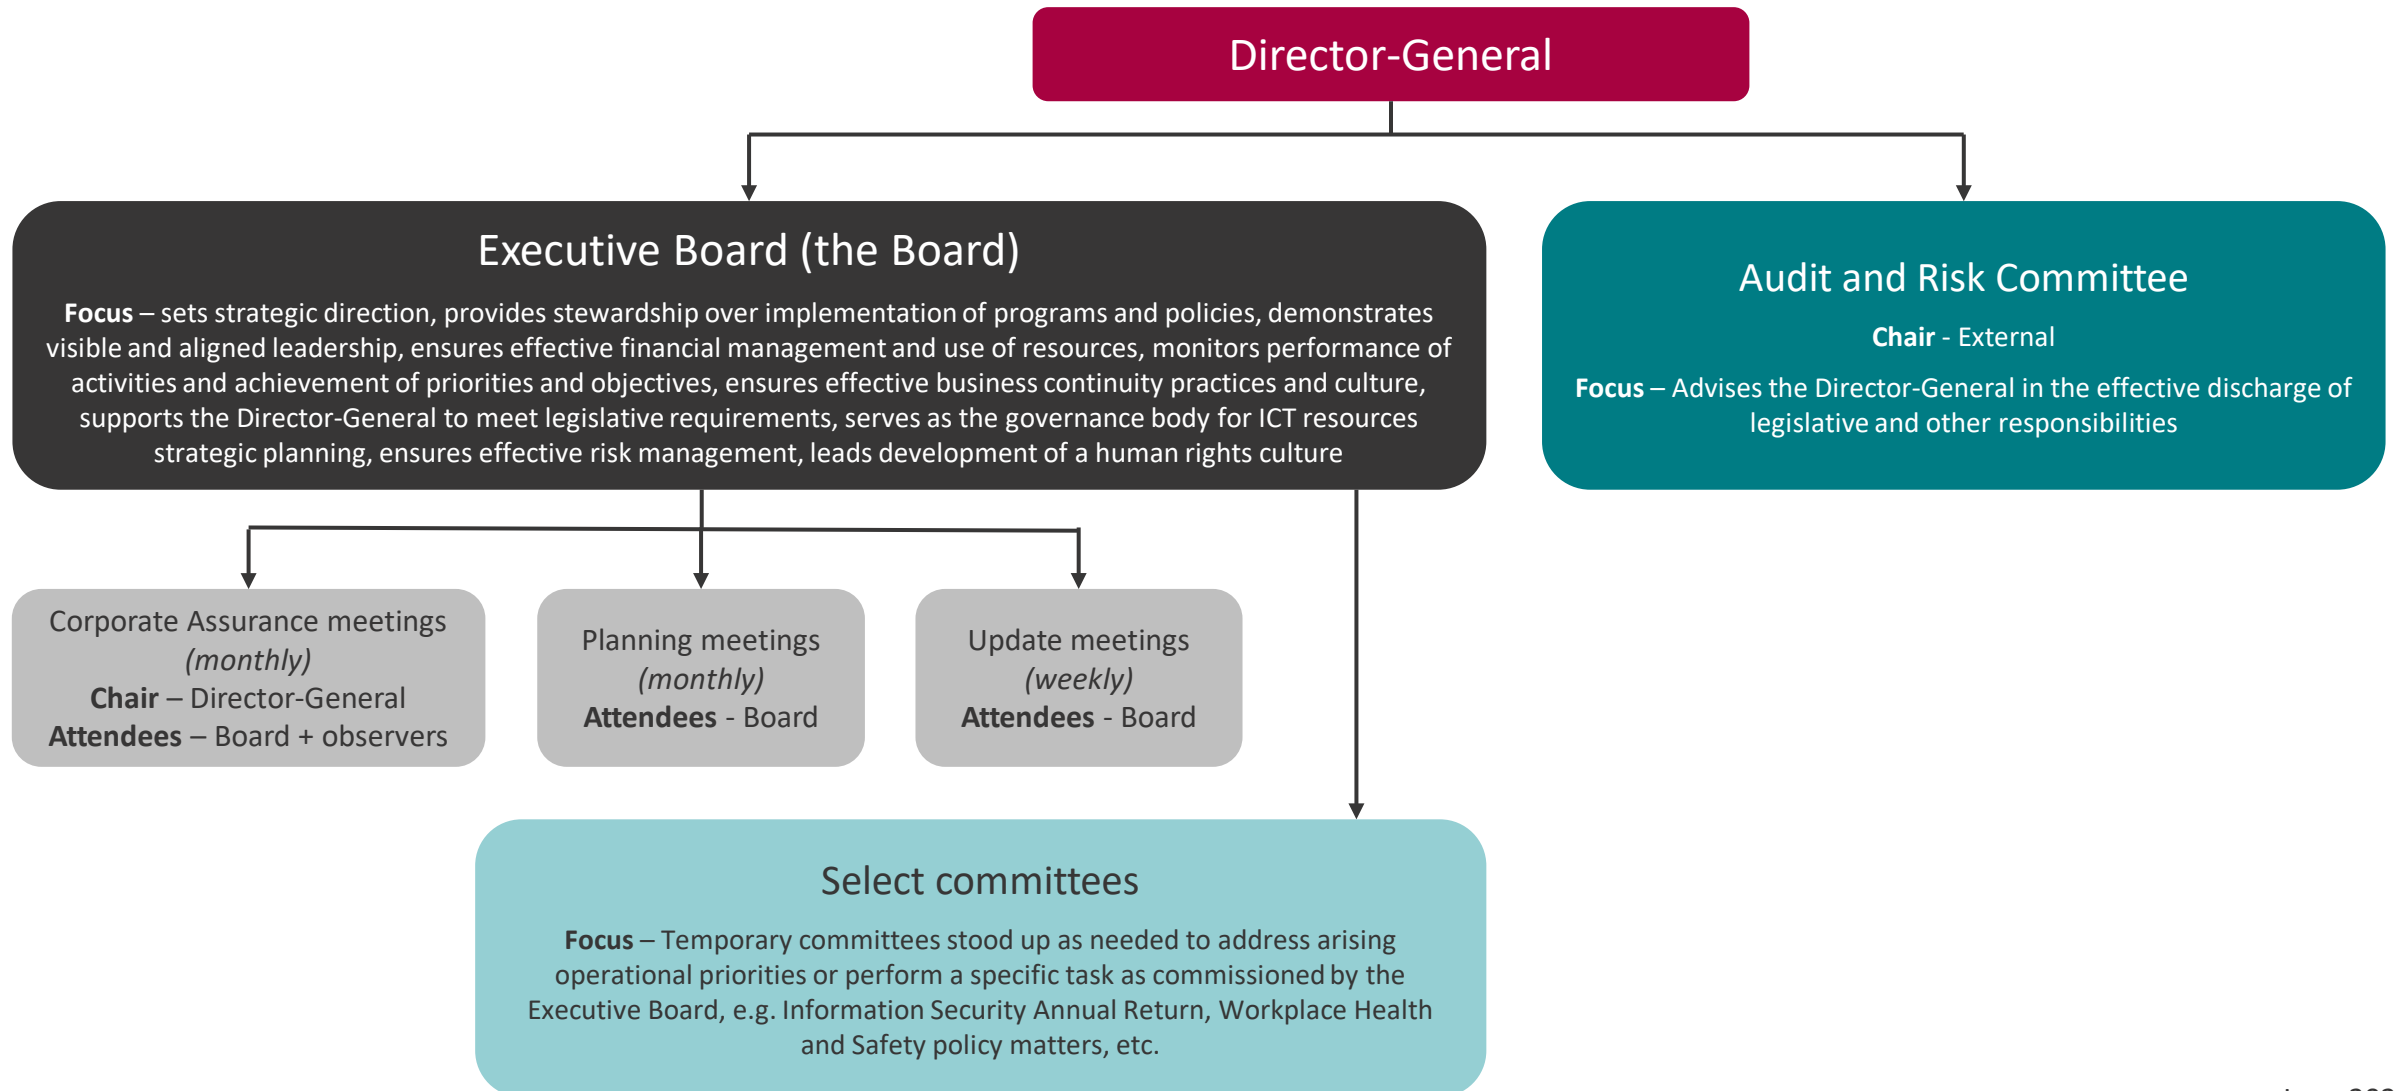 Director-General
Executive Board (the Board)
Focus – sets strategic direction, provides stewardship over implementation of programs and policies, demonstrates
visible and aligned leadership, ensures effective financial management and use of resources, monitors performance of
activities and achievement of priorities and objectives, ensures effective business continuity practices and culture,
supports the Director-General to meet legislative requirements, serves as the governance body for ICT resources
strategic planning, ensures effective risk management, leads development of a human rights culture
Audit and Risk Committee
Chair - External
Focus – Advises the Director-General in the effective discharge of
legislative and other responsibilities
Corporate Assurance meetings
(monthly)
Chair – Director-General
Attendees – Board + observers
Planning meetings
(monthly)
Attendees - Board
Update meetings
(weekly)
Attendees - Board
Select committees
Focus – Temporary committees stood up as needed to address arising
operational priorities or perform a specific task as commissioned by the
Executive Board, e.g. Information Security Annual Return, Workplace Health
and Safety policy matters, etc.